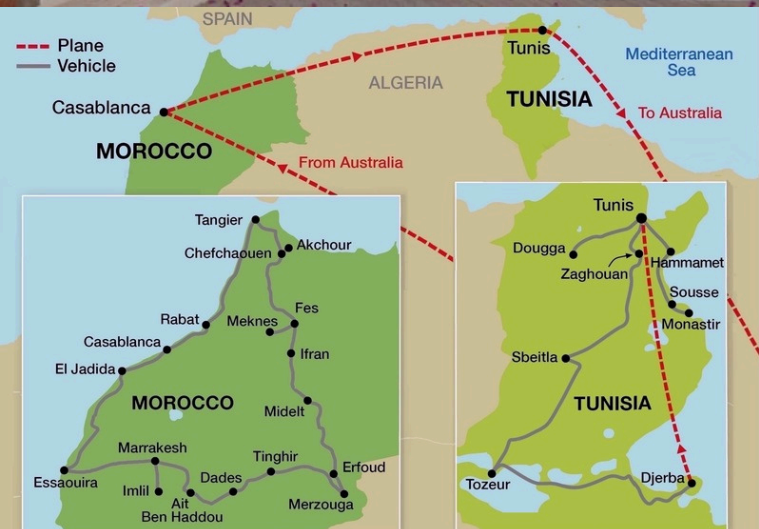 SPAIN
Plane
Vehicle
Tunis
Mediterranean
Sea
ALGERIA
Casablanca
TUNISIA
To Australia
MOROCCO
From Australia
Tangier
Chefchaouen
Akchour
Rabat
Meknes
Fes
Casablanca
Ifran
El Jadida
MOROCCO
Midelt
Marrakesh
Tinghir
Erfoud
Essaouira
Imlil
Dades
Ait
Ben Haddou
Merzouga
Tunis
Dougga
Zaghouan
Hammamet
Sousse
Monastir
Sbeitla
TUNISIA
Tozeur
Djerba